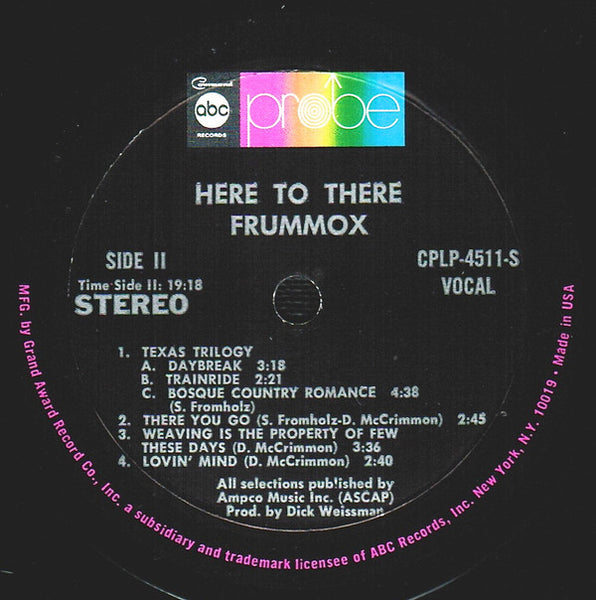 Command
abc
RECORDS
probe
HERE TO THERE
FRUMMOX
SIDE II
CPLP-4511-S
Time Side II: 19:18
VOCAL
STEREO
1. TEXAS TRILOGY
A. DAYBREAK 3:18
B. TRAINRIDE 2:21
C. BOSQUE COUNTRY ROMANCE 4:38
(S. Fromholz)
2. THERE YOU GO (S. Fromholz-D. McCrimmon) 2:45
3. WEAVING IS THE PROPERTY OF FEW
THESE DAYS (D. McCrimmon) 3:36
4. LOVIN' MIND (D. McCrimmon) 2:40
All selections published by
Ampco Music Inc. (ASCAP)
Prod. by Dick Weissman
MFG. by Grand Award Record Co., Inc. a subsidiary and trademark licensee of ABC Records, Inc. New York, N.Y. 10019 • Made in USA